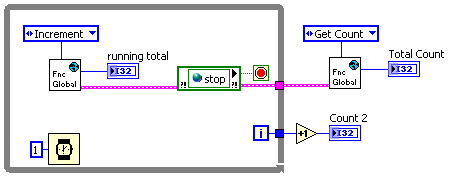 Increment
Get Count
running total
Total Count
I32
stop
I32
Fnc
Global
?!
?!
Fnc
Global
Count 2
1
i
+1
I32